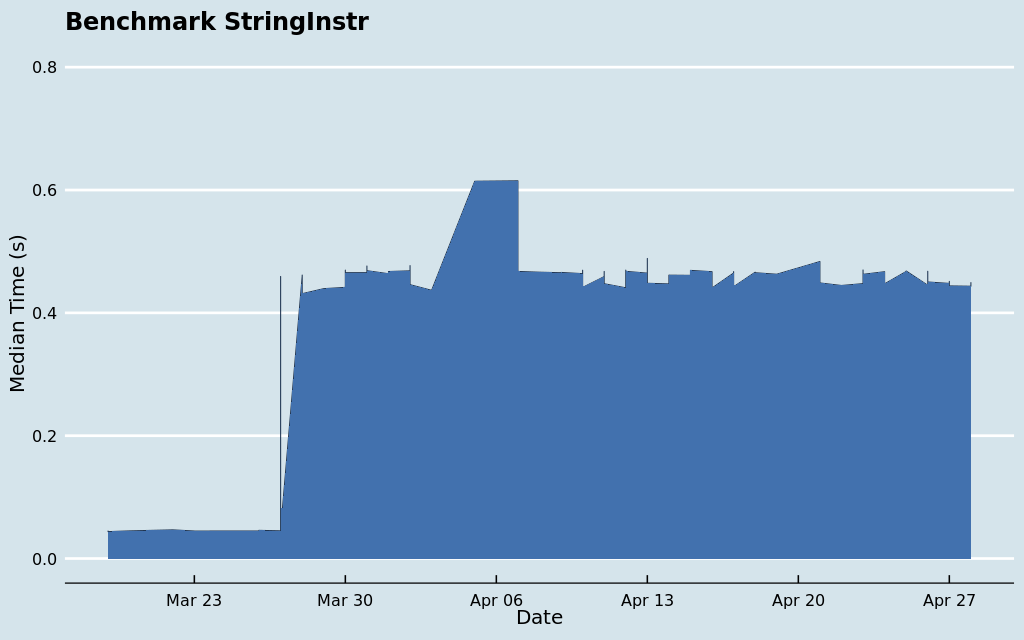 Benchmark StringInstr
Median Time (s)
0.8
0.6
0.4
0.2
0.0
Mar 23 Mar 30 Apr 06 Apr 13 Apr 20 Apr 27
Date